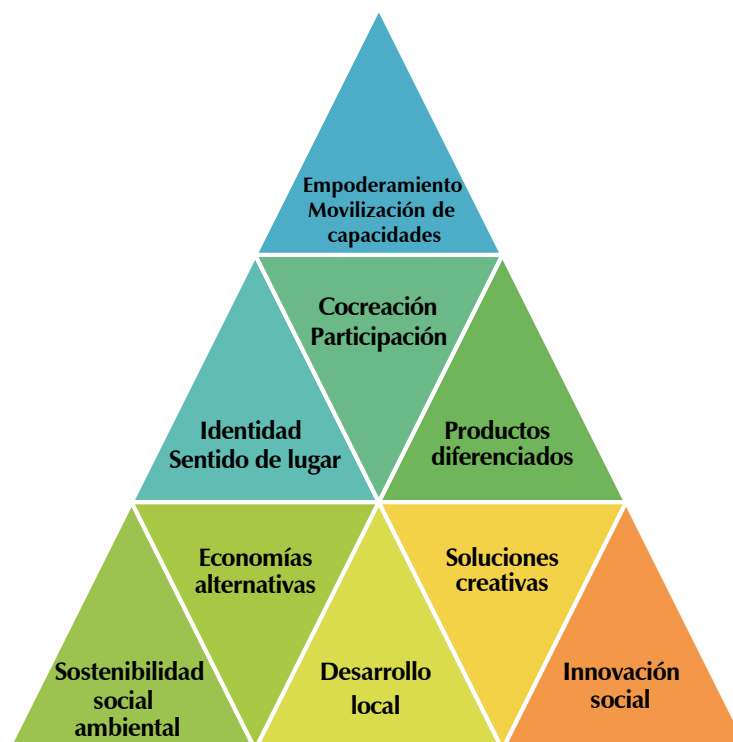 Empoderamiento
Movilización de
capacidades
Cocreación
Participación
Identidad
Sentido de lugar
Productos
diferenciados
Economías
alternativas
Soluciones
creativas
Sostenibilidad
social
ambiental
Desarrollo
local
Innovación
social